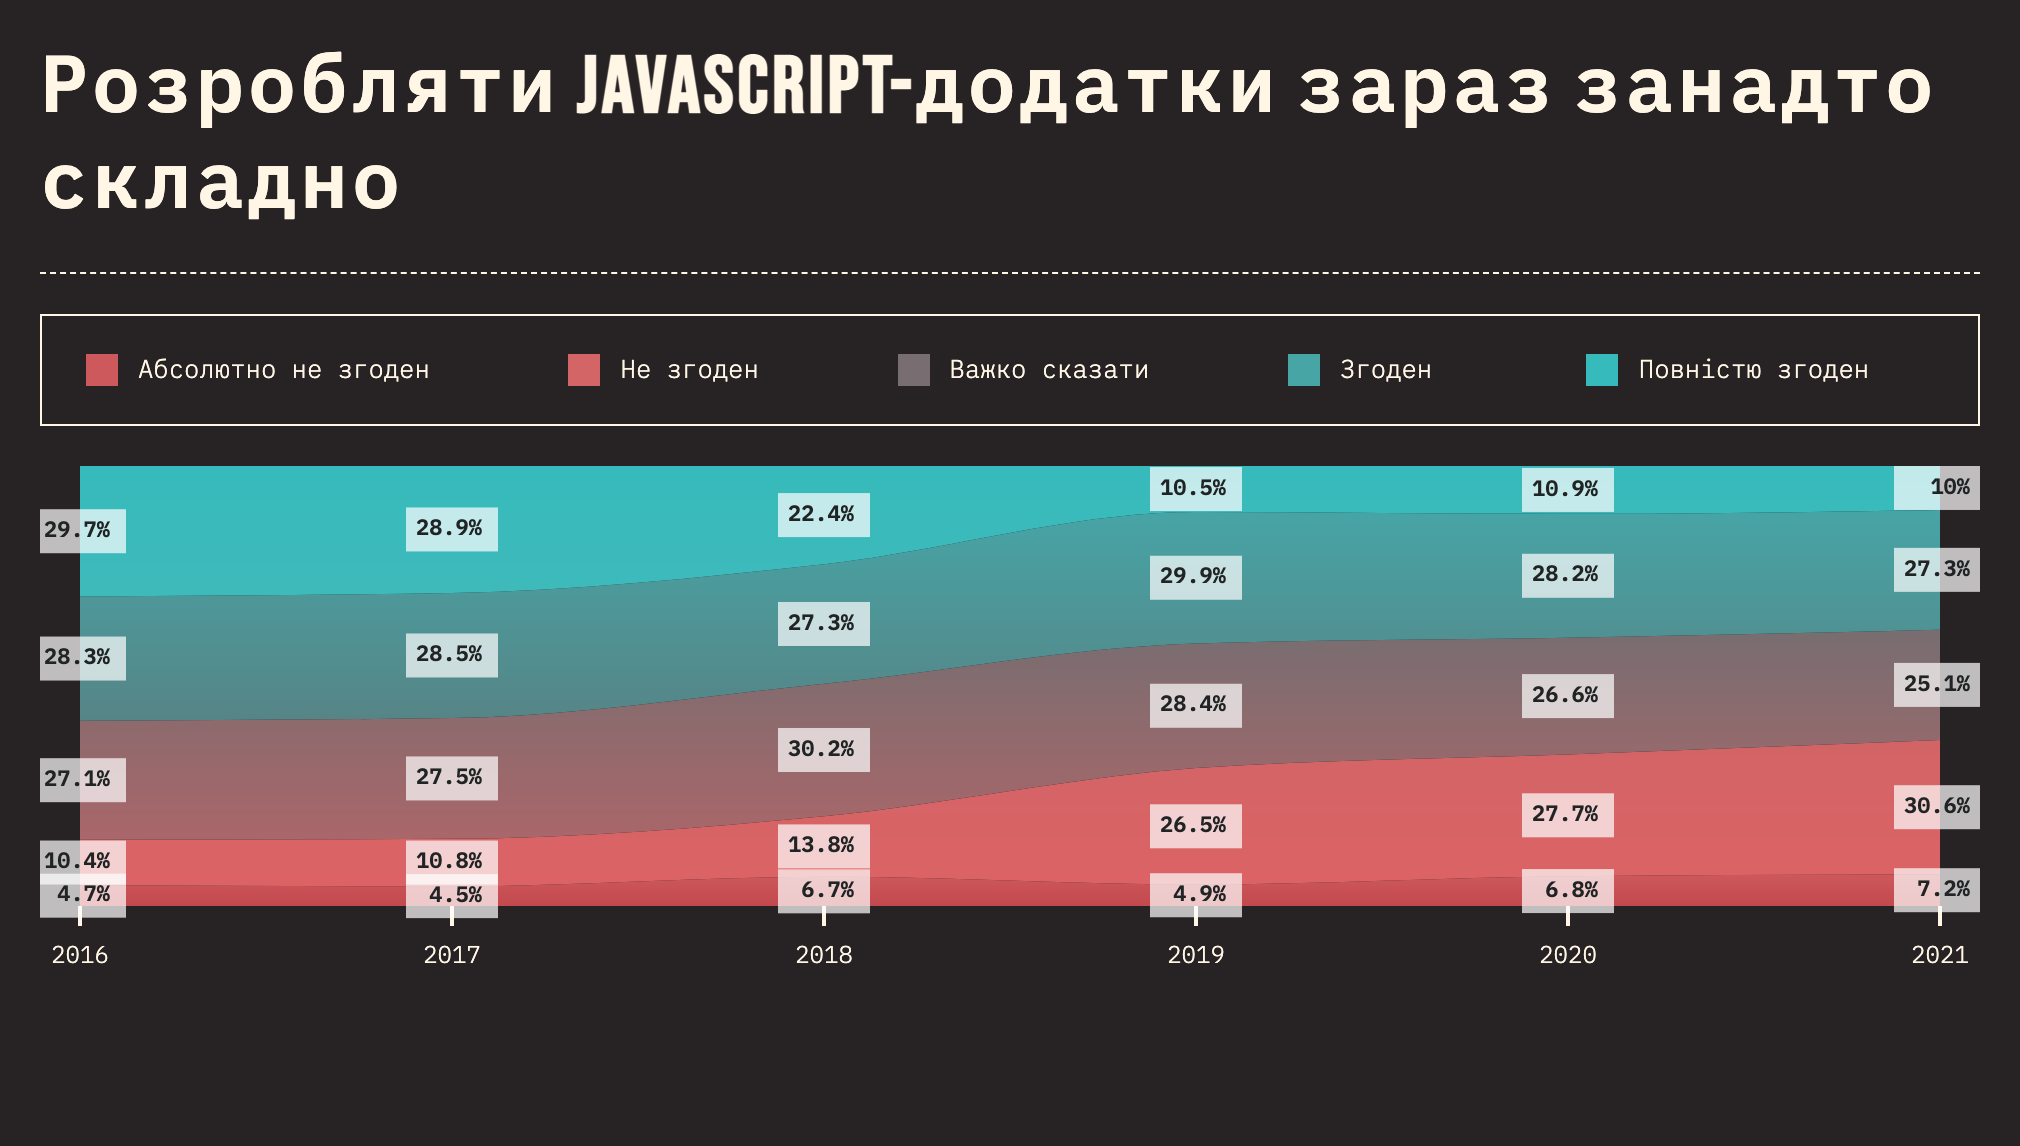 Розробляти JAVASCRIPT-додатки зараз занадто
складно
Абсолютно не згоден Не згоден Важко сказати Згоден Повністю згоден
29.7% 28.9% 22.4% 10.5% 10.9% 10%
28.3% 28.5% 27.3% 29.9% 28.2% 27.3%
27.1% 27.5% 30.2% 28.4% 26.6% 25.1%
10.4% 10.8% 13.8% 26.5% 27.7% 30.6%
4.7% 4.5% 6.7% 4.9% 6.8% 7.2%
2016 2017 2018 2019 2020 2021